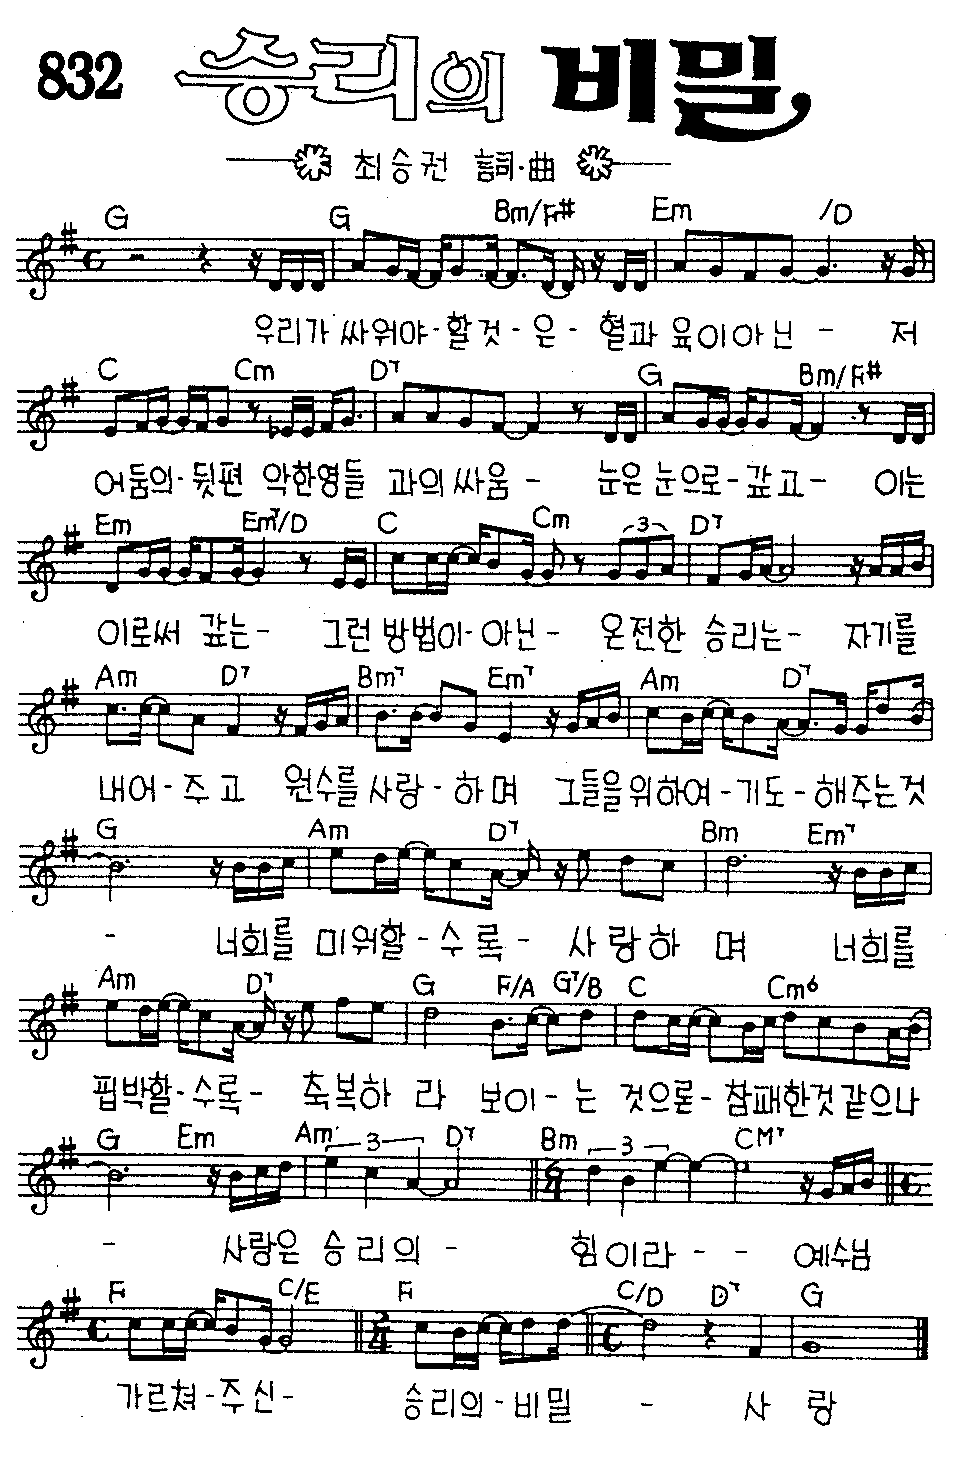 832 승리의 비밀
최승권 詞·曲
G G Bm/F# Em /D
우리가 싸워야-할것-은- 혈과 육이아닌 - 저
C Cm D7 G Bm/F#
어둠의-뒷편 악한영들 과의싸움 - 눈은눈으로-갚고- 이는
Em Em7/D C Cm 3 D7
이로써 갚는- 그런방법이-아닌- 온전한 승리는- 자기를
Am D7 Bm7 Em7 Am D7
내어-주고 원수를사랑-하며 그들을위하여-기도-해주는것
G Am D7 Bm Em7
- 너희를 미워할-수록- 사랑하 며 너희를
Am D7 G F/A G7/B C Cm6
핍박할-수록- 축복하 라 보이-는 것으론-참패한것같으나
G Em Am 3 D7 Bm 3 CM7
6/4
- 사랑은 승리의 - 힘이라- - 예수님
F C/E F C/D D7 G
2/4
가르쳐-주신- 승리의-비밀 - 사 랑